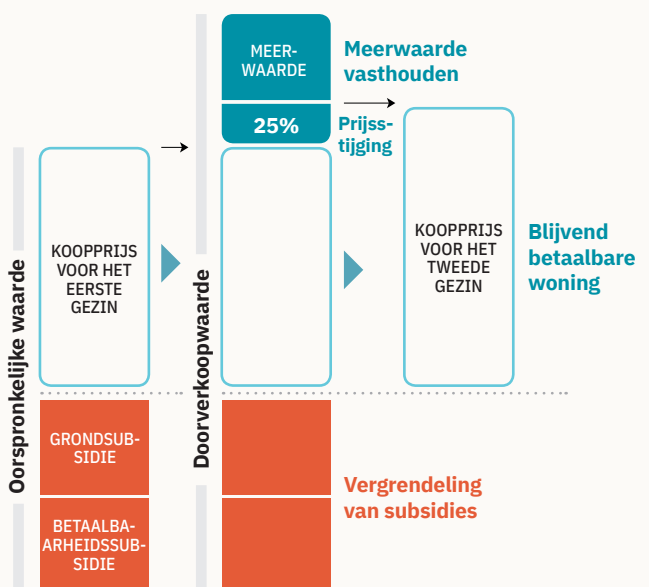 Oorspronkelijke waarde
KOOPPRIJS
VOOR HET
EERSTE
GEZIN
GRONDSUB-
SIDIE
BETAALBA-
ARHEIDSSUB-
SIDIE
Doorverkoopwaarde
MEER-
WAARDE
25%
Meerwaarde
vasthouden
Prijss-
tijging
KOOPPRIJS
VOOR HET
TWEEDE
GEZIN
Blijvend
betaalbare
woning
Vergrendeling
van subsidies